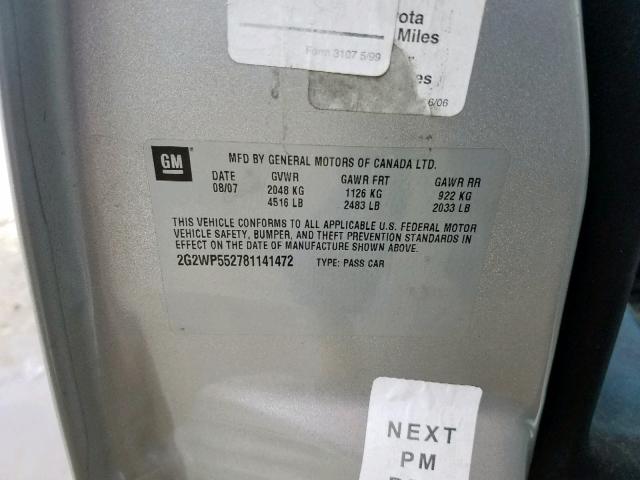 ota
Miles
Form 3107 5/99
es
6/06
GM
MFD BY GENERAL MOTORS OF CANADA LTD.
DATE GVWR GAWR FRT GAWR RR
08/07 2048 KG 1126 KG 922 KG
4516 LB 2483 LB 2033 LB
THIS VEHICLE CONFORMS TO ALL APPLICABLE U.S. FEDERAL MOTOR
VEHICLE SAFETY, BUMPER, AND THEFT PREVENTION STANDARDS IN
EFFECT ON THE DATE OF MANUFACTURE SHOWN ABOVE.
2G2WP552781141472 TYPE: PASS CAR
NEXT
PM